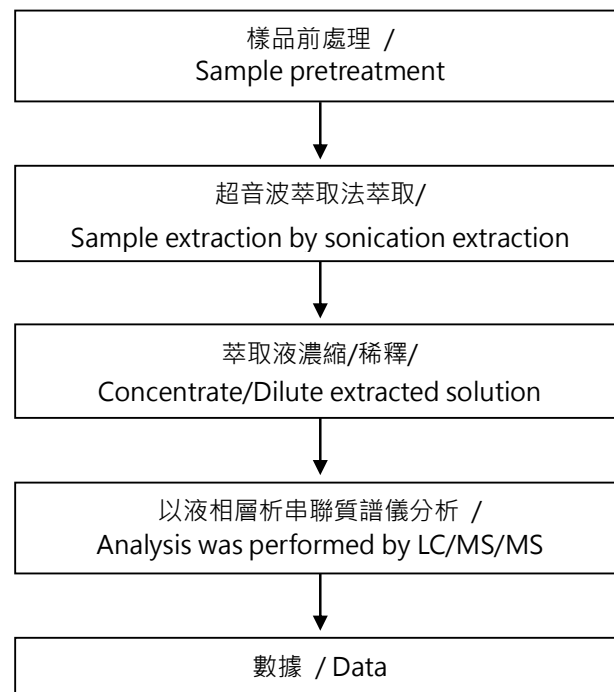 樣品前處理 /
Sample pretreatment
超音波萃取法萃取/
Sample extraction by sonication extraction
萃取液濃縮/稀釋/
Concentrate/Dilute extracted solution
以液相層析串聯質譜儀分析 /
Analysis was performed by LC/MS/MS
數據 / Data